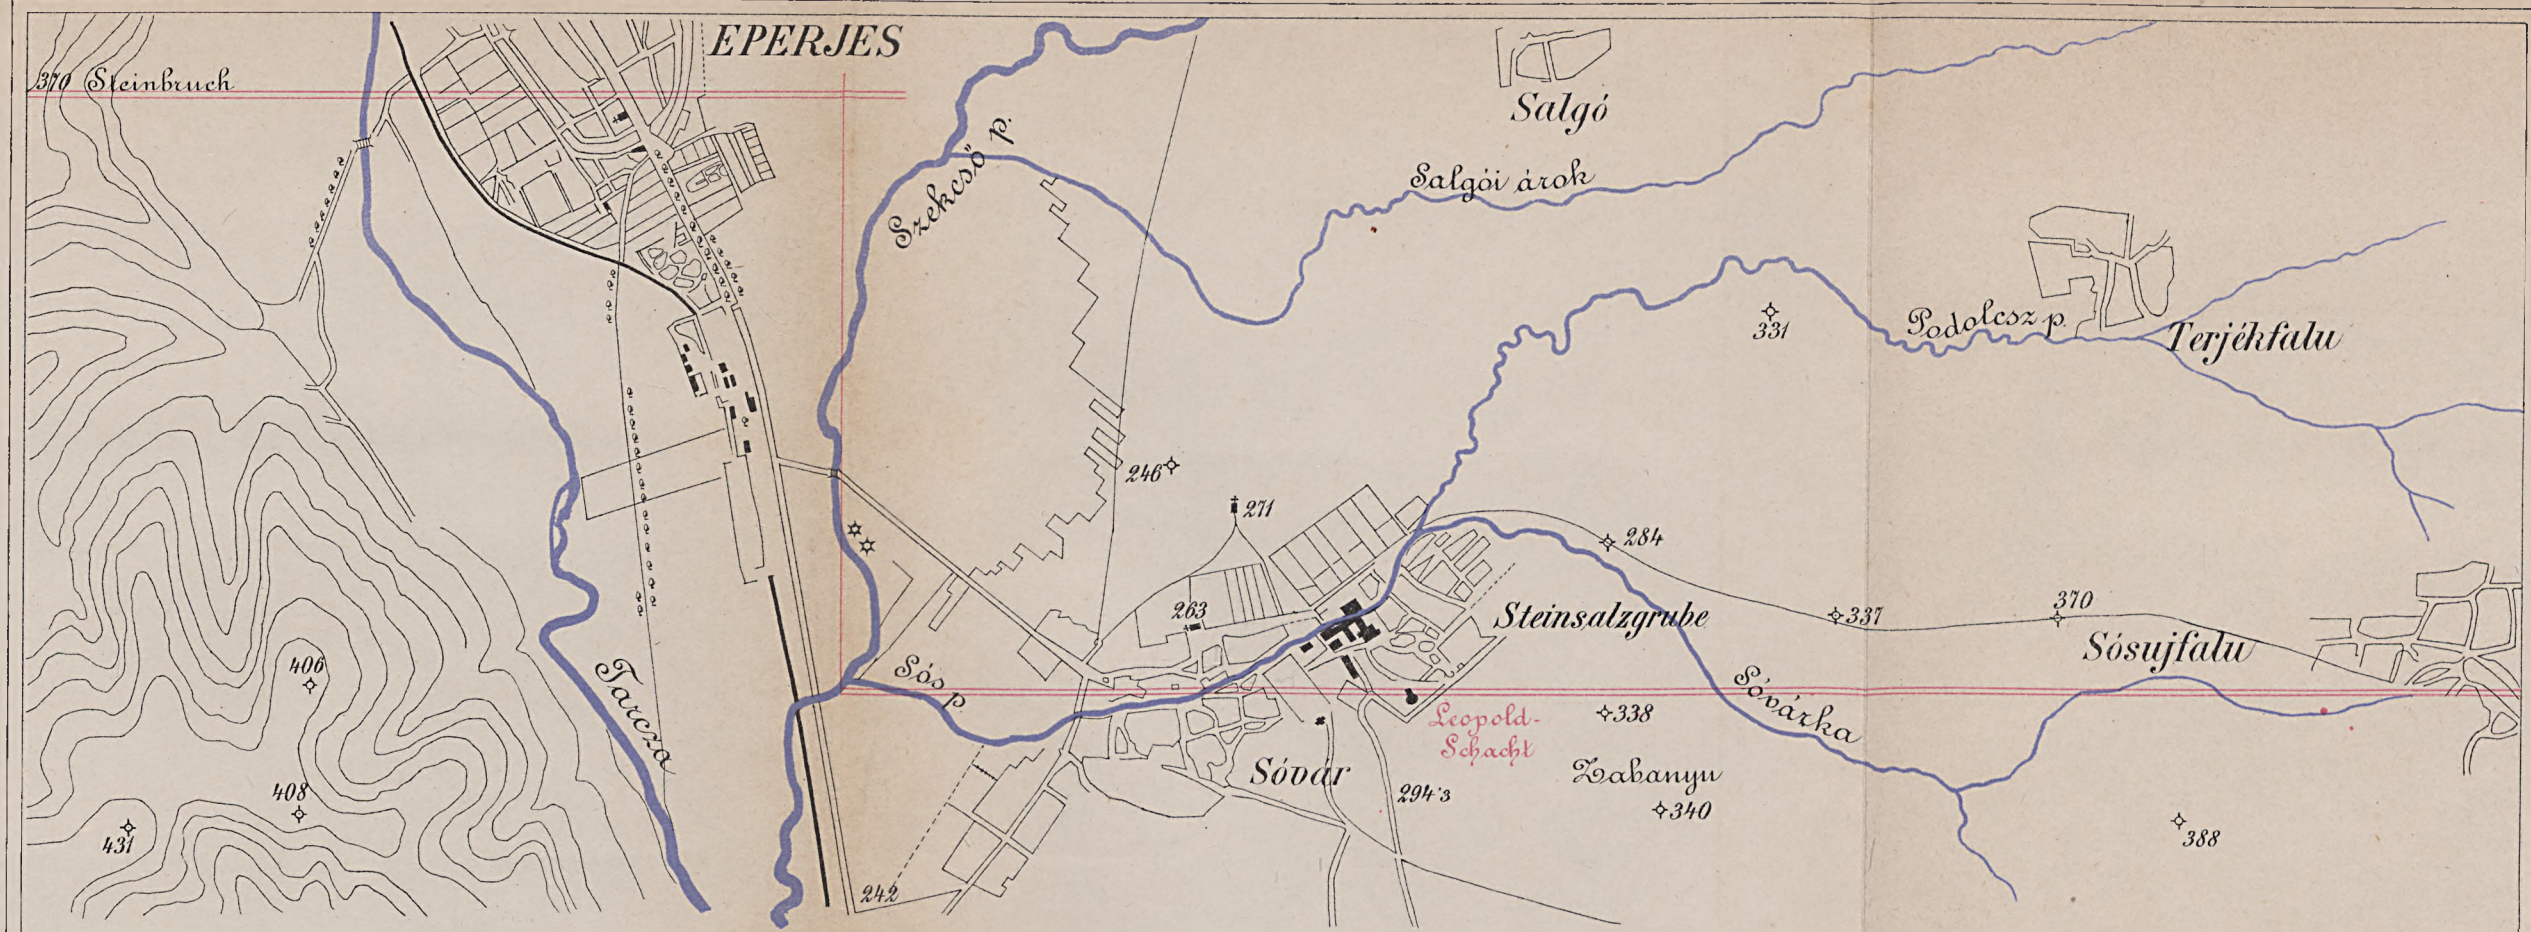 EPERJES
370 Steinbruch
Salgó
Szekcső p.
Salgói árok
331
Podolcsz p.
Terjékfalu
246
271
284
263
Steinsalzgrube
337
370
Sósujfalu
406
Tarcza
Sós p.
Leopold-
Schacht
338
Sóvárka
Sóvár
Zabanyu
294·3
340
408
431
388
242